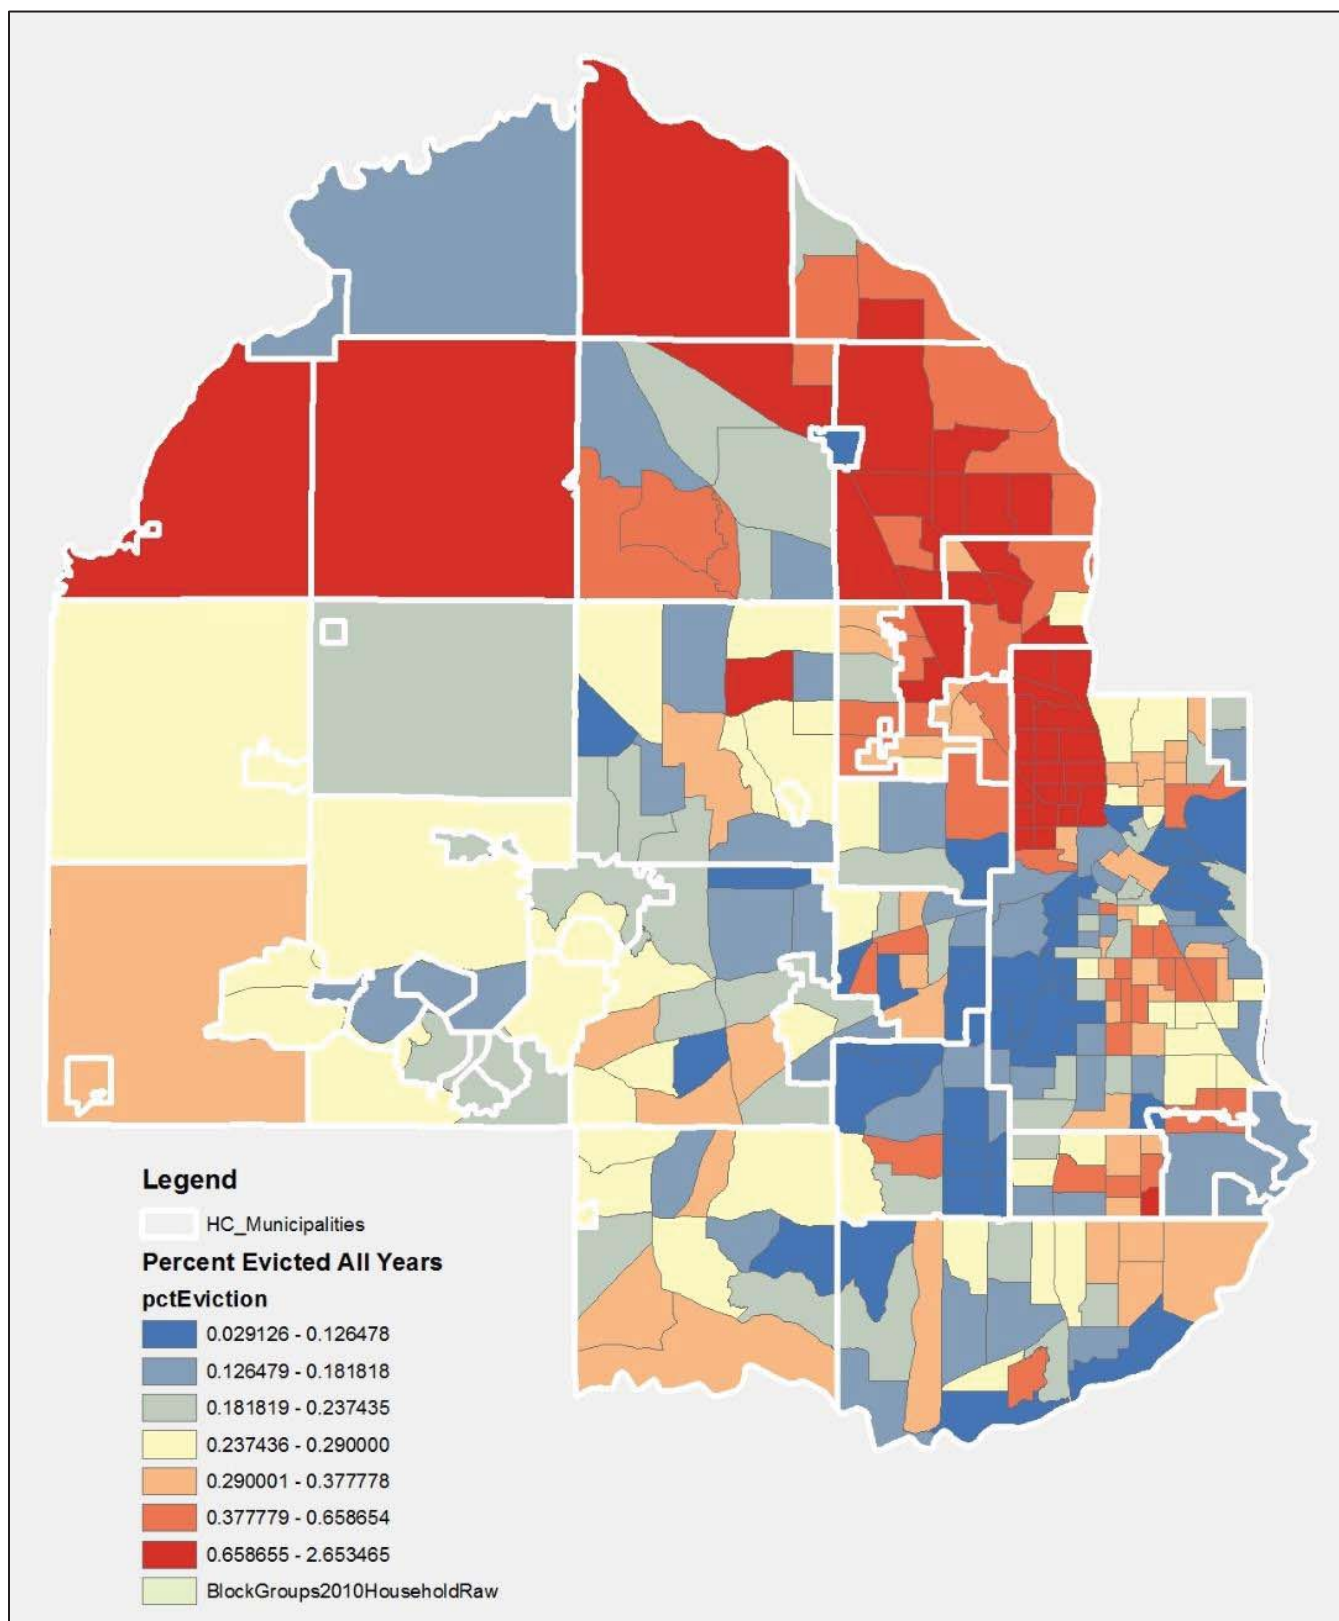 Legend
HC_Municipalities
Percent Evicted All Years
pctEviction
0.029126 - 0.126478
0.126479 - 0.181818
0.181819 - 0.237435
0.237436 - 0.290000
0.290001 - 0.377778
0.377779 - 0.658654
0.658655 - 2.653465
BlockGroups2010HouseholdRaw